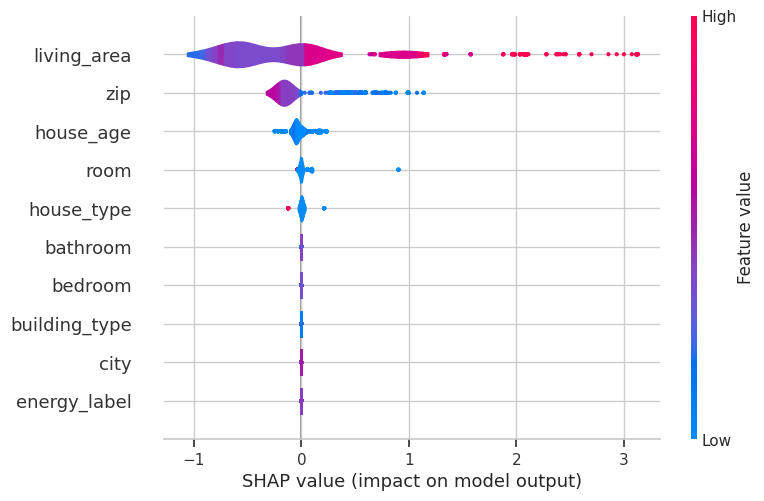 High
living_area
zip
house_age
room
house_type
bathroom
bedroom
building_type
city
energy_label
Feature value
Low
−1
0
1
2
3
SHAP value (impact on model output)